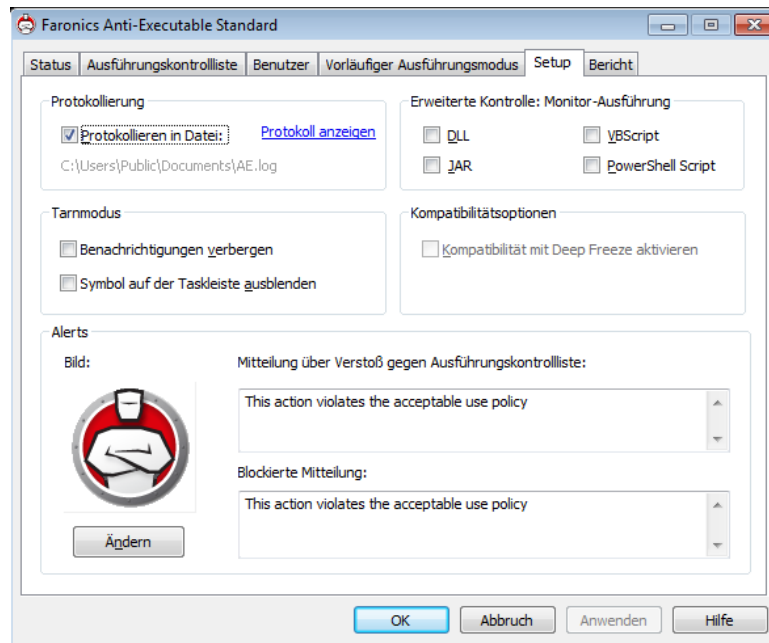 Faronics Anti-Executable Standard
Status Ausführungskontrollliste Benutzer Vorläufiger Ausführungsmodus Setup Bericht
Protokollierung
Protokollieren in Datei: Protokoll anzeigen
C:\Users\Public\Documents\AE.log
Erweiterte Kontrolle: Monitor-Ausführung
DLL VBScript
JAR PowerShell Script
Tarnmodus
Benachrichtigungen verbergen
Symbol auf der Taskleiste ausblenden
Kompatibilitätsoptionen
Kompatibilität mit Deep Freeze aktivieren
Alerts
Bild:
Ändern
Mitteilung über Verstoß gegen Ausführungskontrollliste:
This action violates the acceptable use policy
Blockierte Mitteilung:
This action violates the acceptable use policy
OK Abbruch Anwenden Hilfe